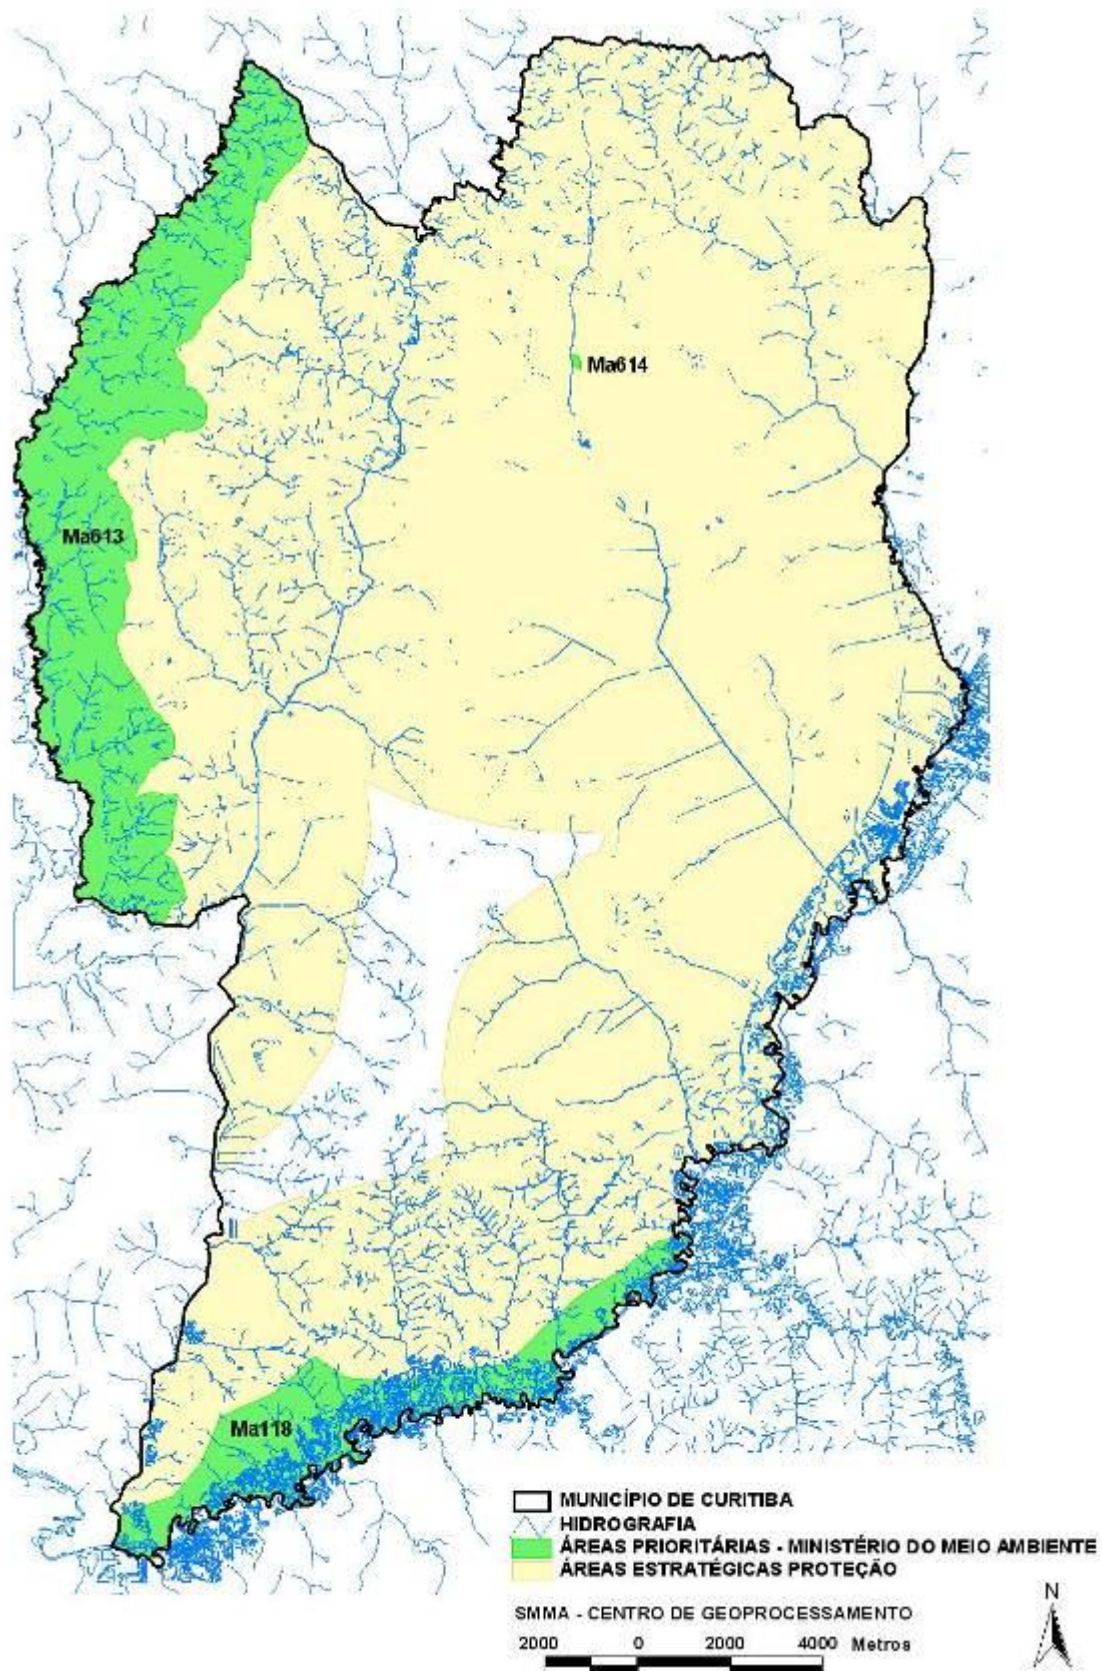 Ma614
Ma613
Ma118
MUNICÍPIO DE CURITIBA
HIDROGRAFIA
ÁREAS PRIORITÁRIAS - MINISTÉRIO DO MEIO AMBIENTE
ÁREAS ESTRATÉGICAS PROTEÇÃO
SMMA - CENTRO DE GEOPROCESSAMENTO
N
2000 0 2000 4000 Metros